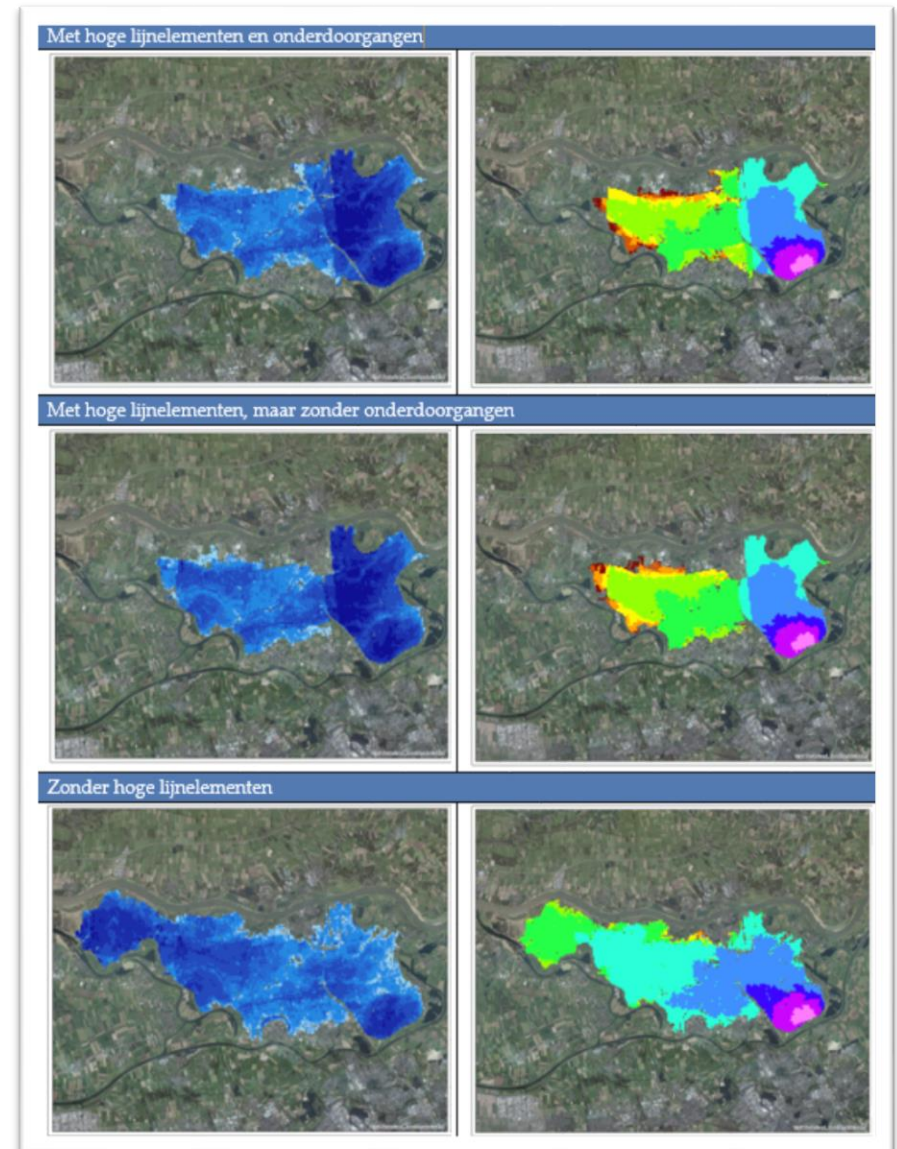 Met hoge lijnelementen en onderdoorgangen
Met hoge lijnelementen, maar zonder onderdoorgangen
Zonder hoge lijnelementen